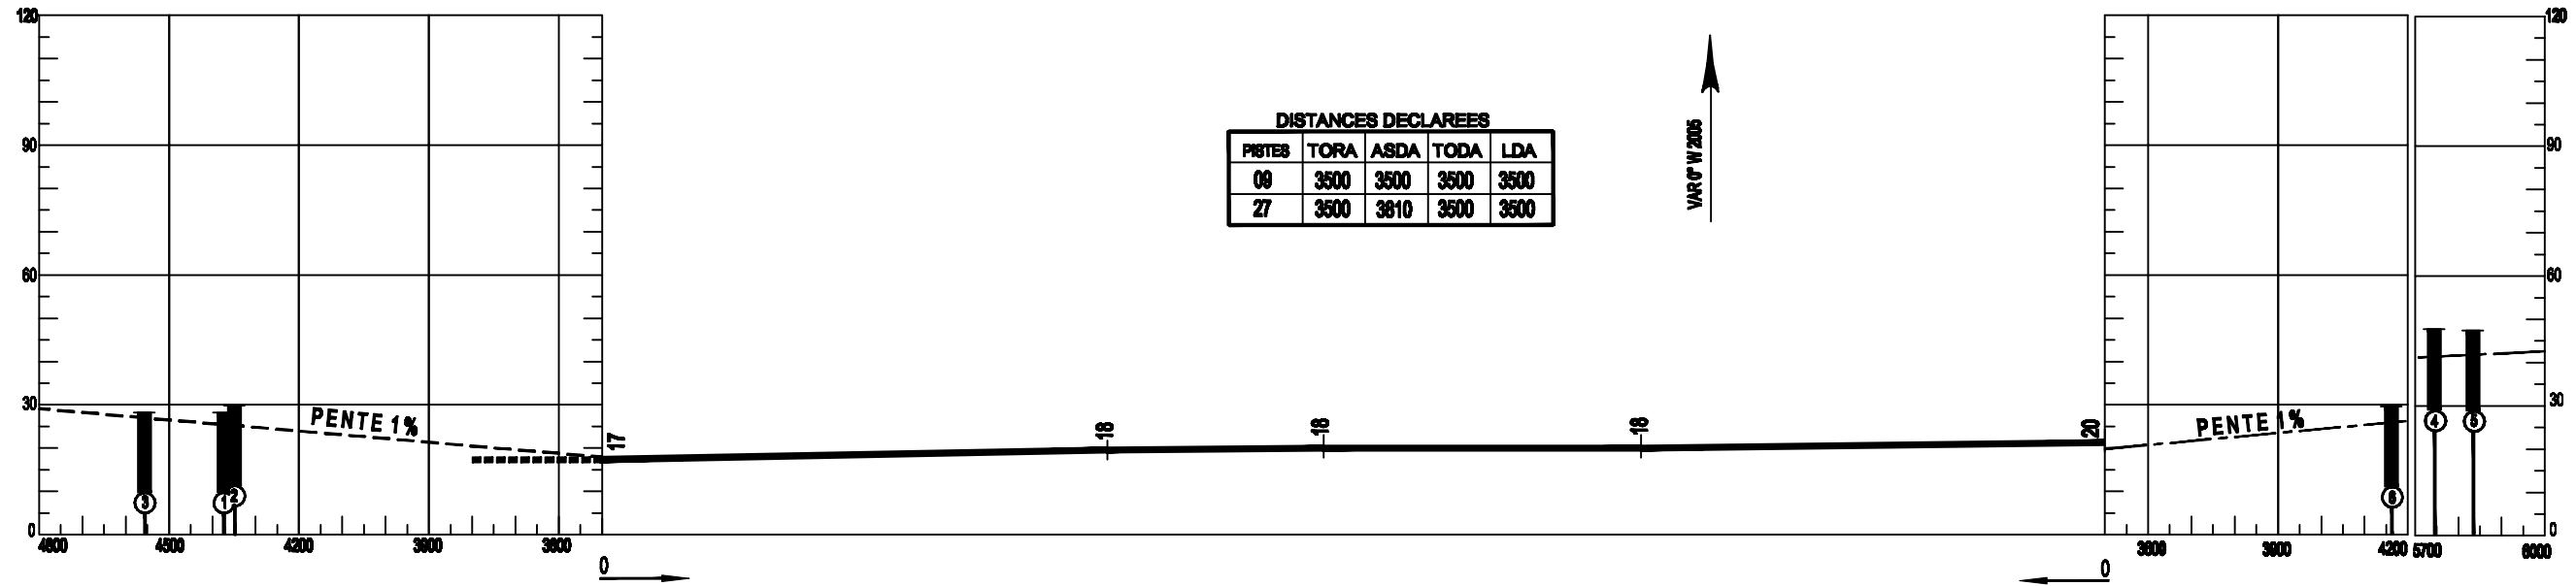 120
90
60
30
0
4800 4500 4200 3900 3600
3
1
2
PENTE 1%
17
0
DISTANCES DECLAREES
PISTES TORA ASDA TODA LDA
09 3500 3500 3500 3500
27 3500 3810 3500 3500
VAR 0° W 2005
18
18
18
20
0
PENTE 1%
6
3600 3900 4200
4
5
5700 6000
120
90
60
30
0